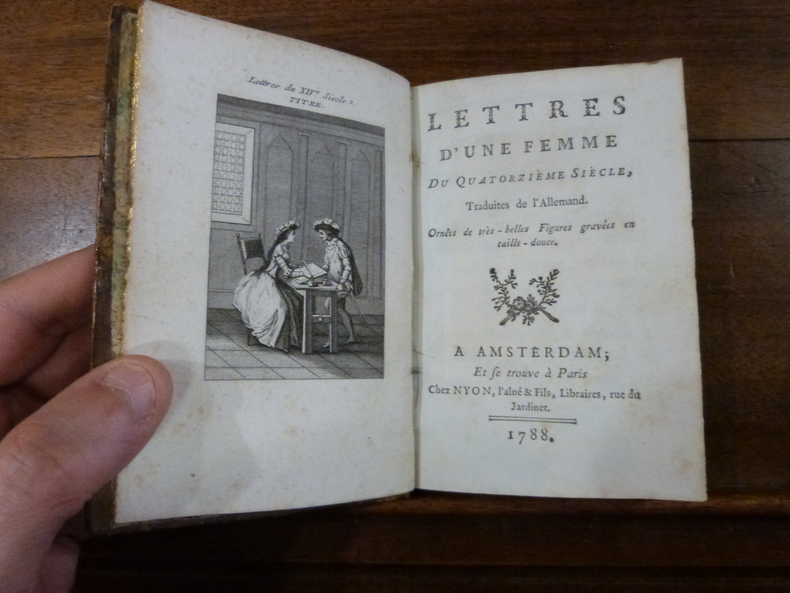 Lettres du XIVe. Siècle,
TITRE.
LETTRES
D'UNE FEMME
DU QUATORZIÈME SIÈCLE,
Traduites de l'Allemand.
Ornées de très-belles Figures gravées en
taille-douce.
A AMSTERDAM;
Et se trouve à Paris
Chez NYON, l'aîné & Fils, Libraires, rue du
Jardinet.
1788.